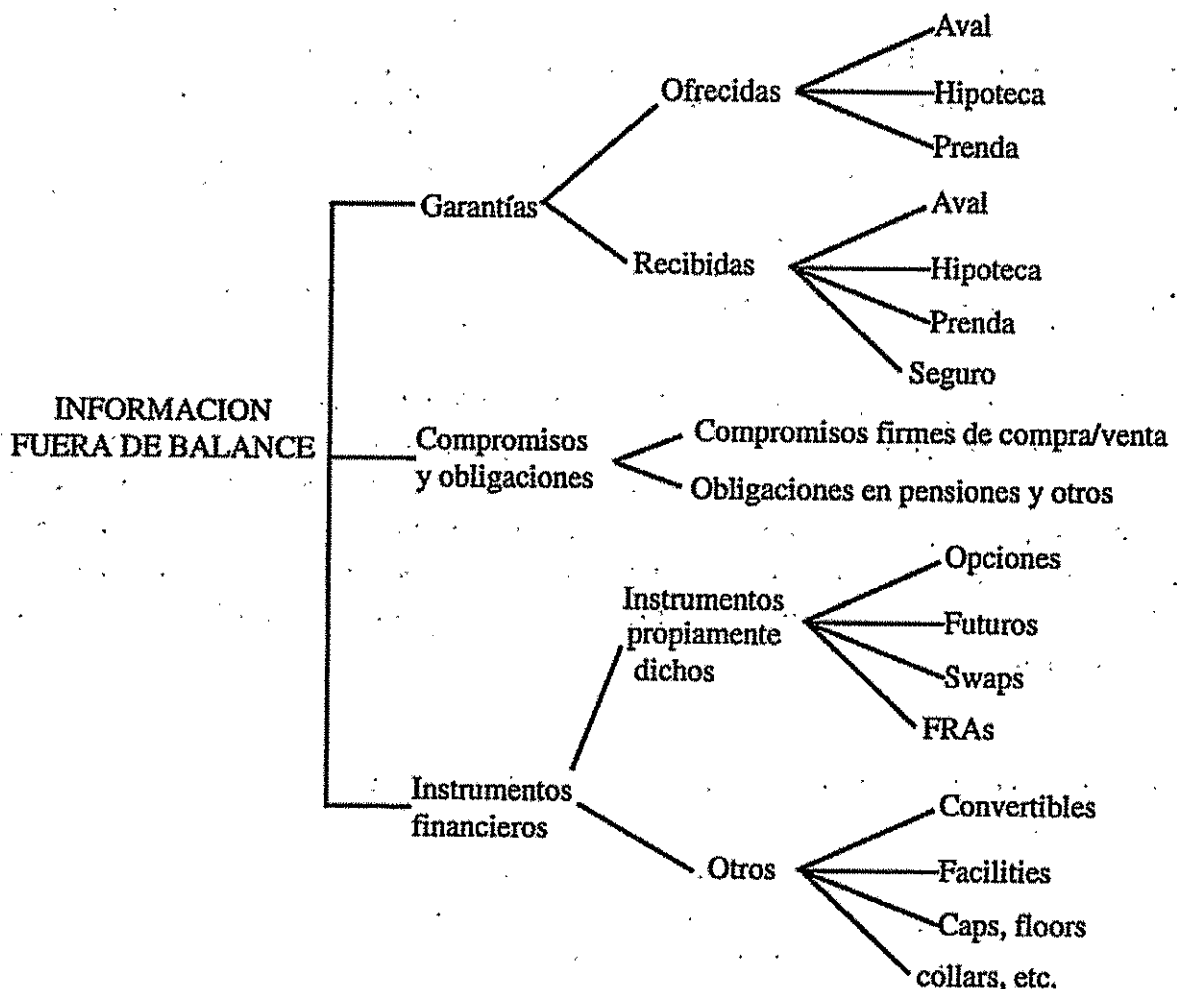 INFORMACION
FUERA DE BALANCE
Garantías
Ofrecidas
Aval
Hipoteca
Prenda
Recibidas
Aval
Hipoteca
Prenda
Seguro
Compromisos
y obligaciones
Compromisos firmes de compra/venta
Obligaciones en pensiones y otros
Instrumentos
financieros
Instrumentos
propiamente
dichos
Opciones
Futuros
Swaps
FRAs
Otros
Convertibles
Facilities
Caps, floors
collars, etc.